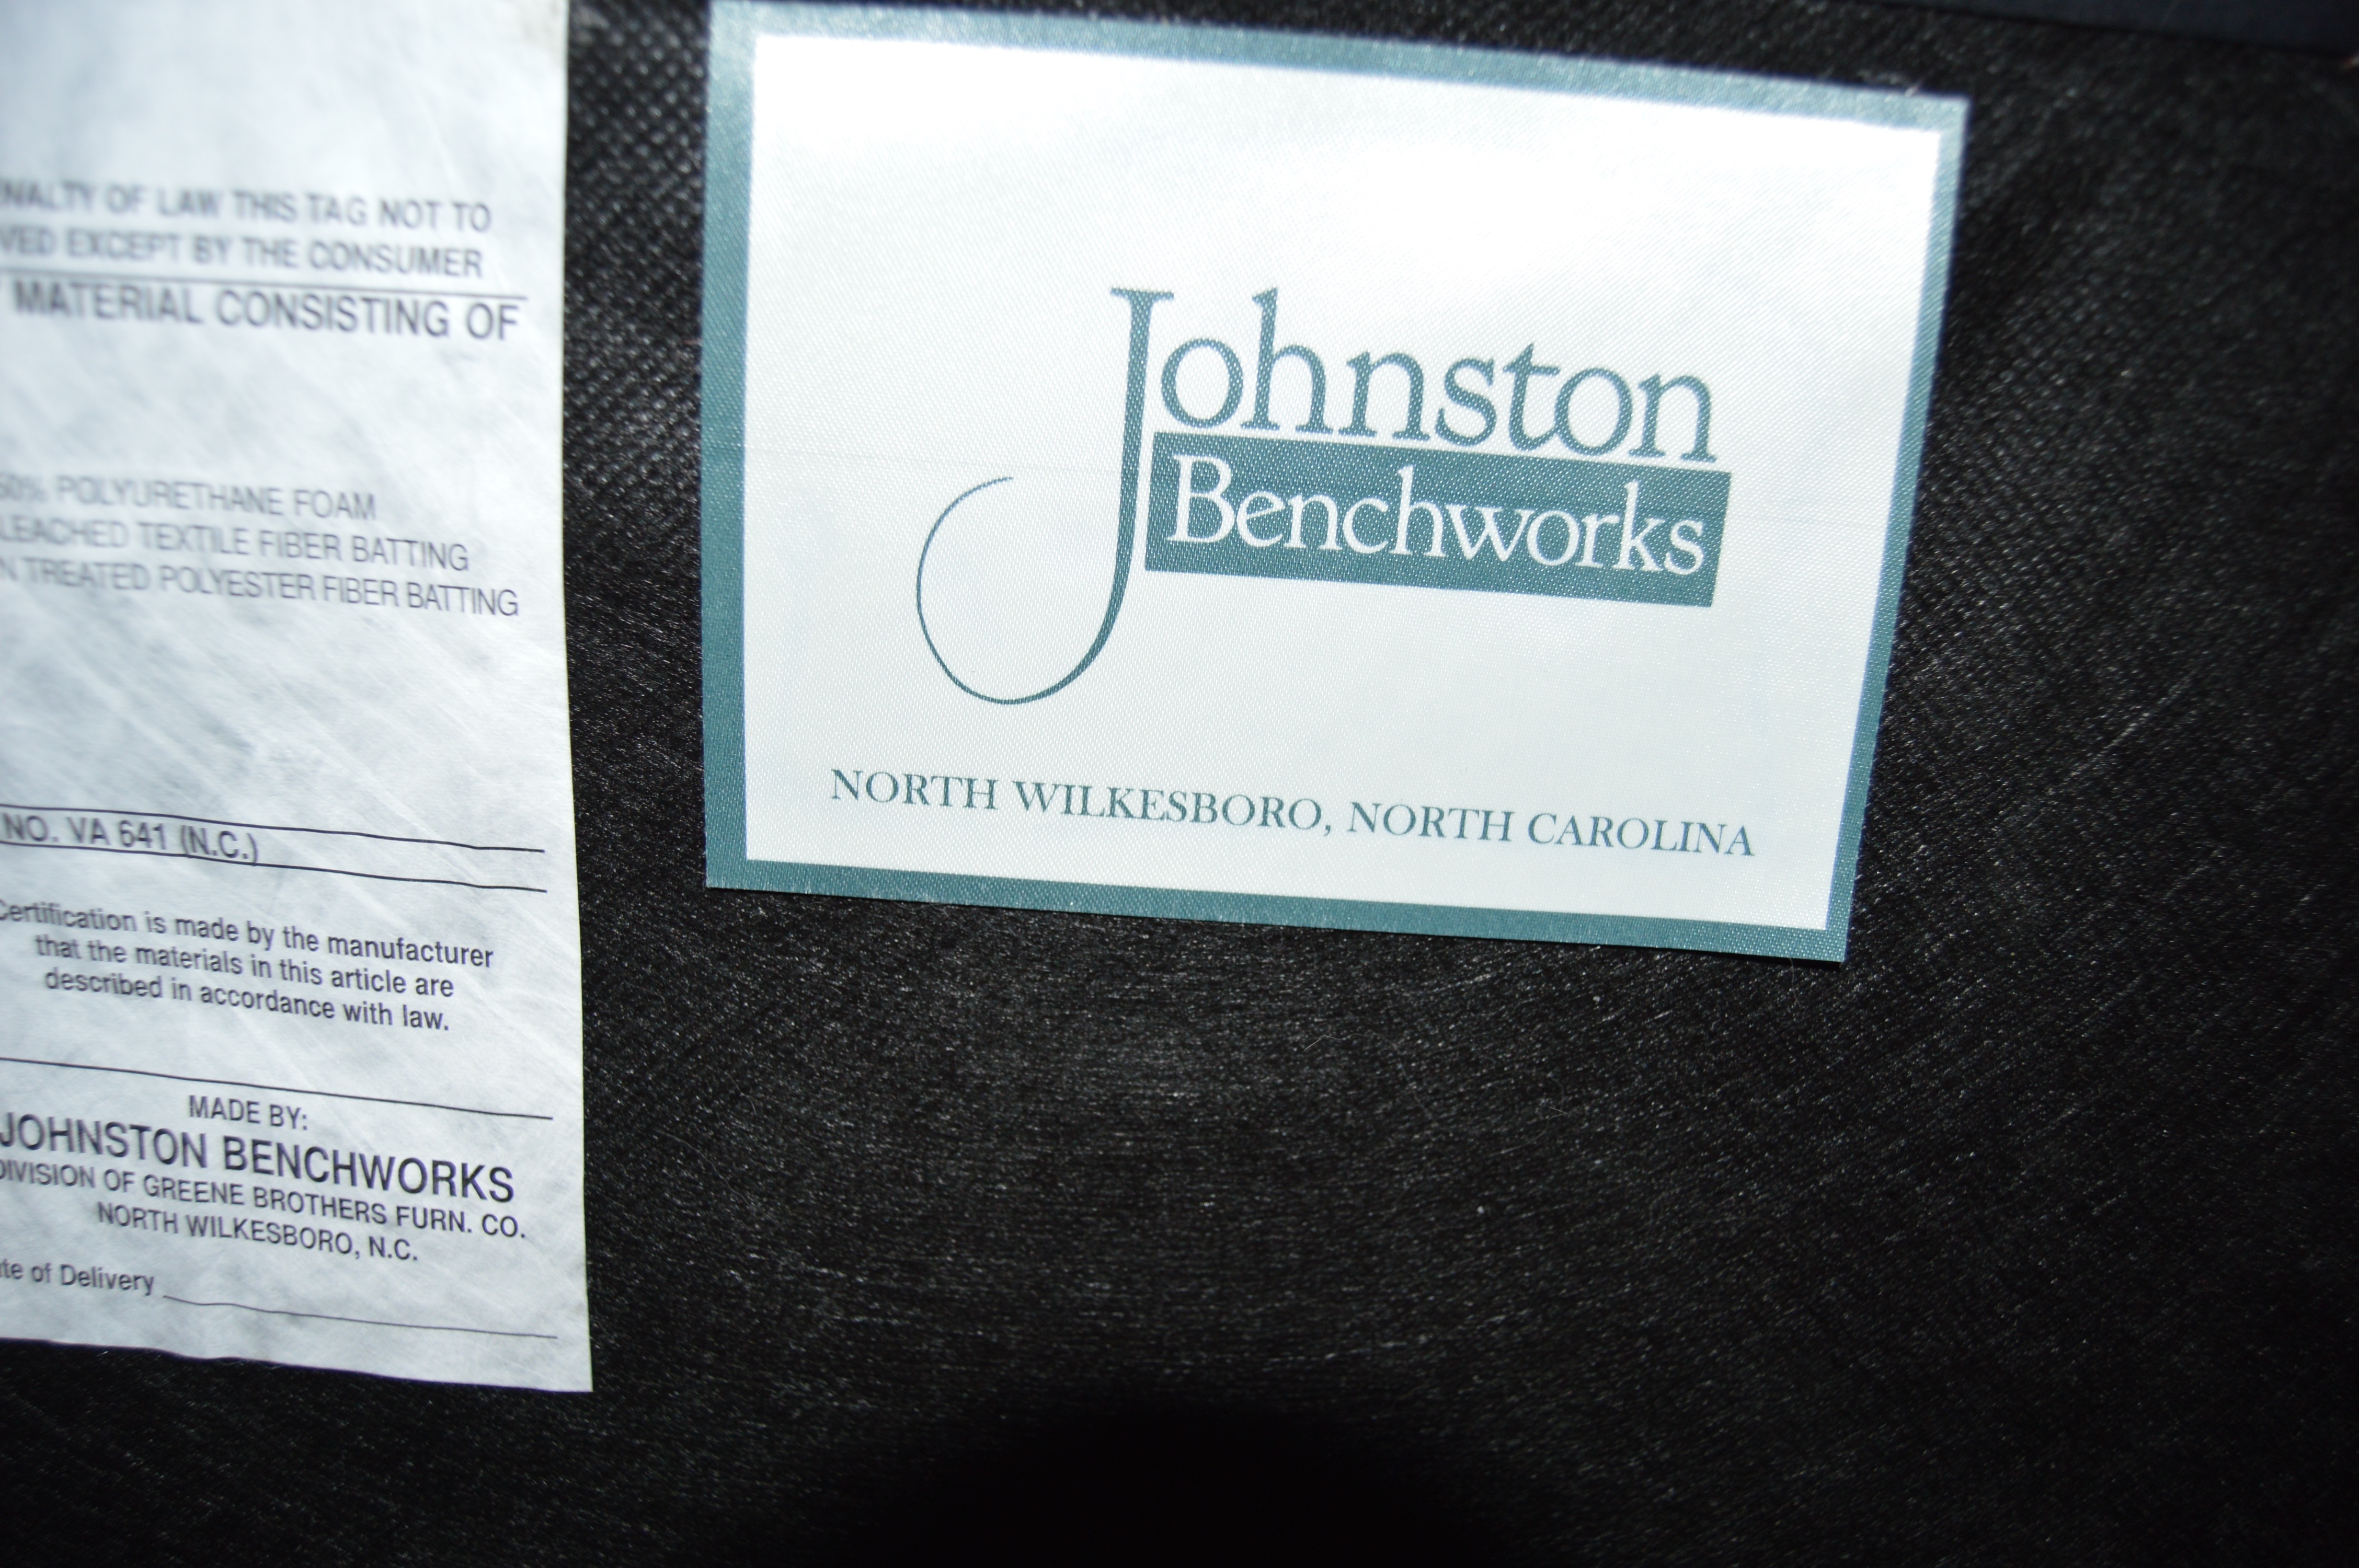 NALTY OF LAW THIS TAG NOT TO
VED EXCEPT BY THE CONSUMER
MATERIAL CONSISTING OF
POLYURETHANE FOAM
LEACHED TEXTILE FIBER BATTING
N TREATED POLYESTER FIBER BATTING
NO. VA 641 (N.C.)
Certification is made by the manufacturer
that the materials in this article are
described in accordance with law.
MADE BY:
JOHNSTON BENCHWORKS
DIVISION OF GREENE BROTHERS FURN. CO.
NORTH WILKESBORO, N.C.
te of Delivery
Johnston
Benchworks
NORTH WILKESBORO, NORTH CAROLINA